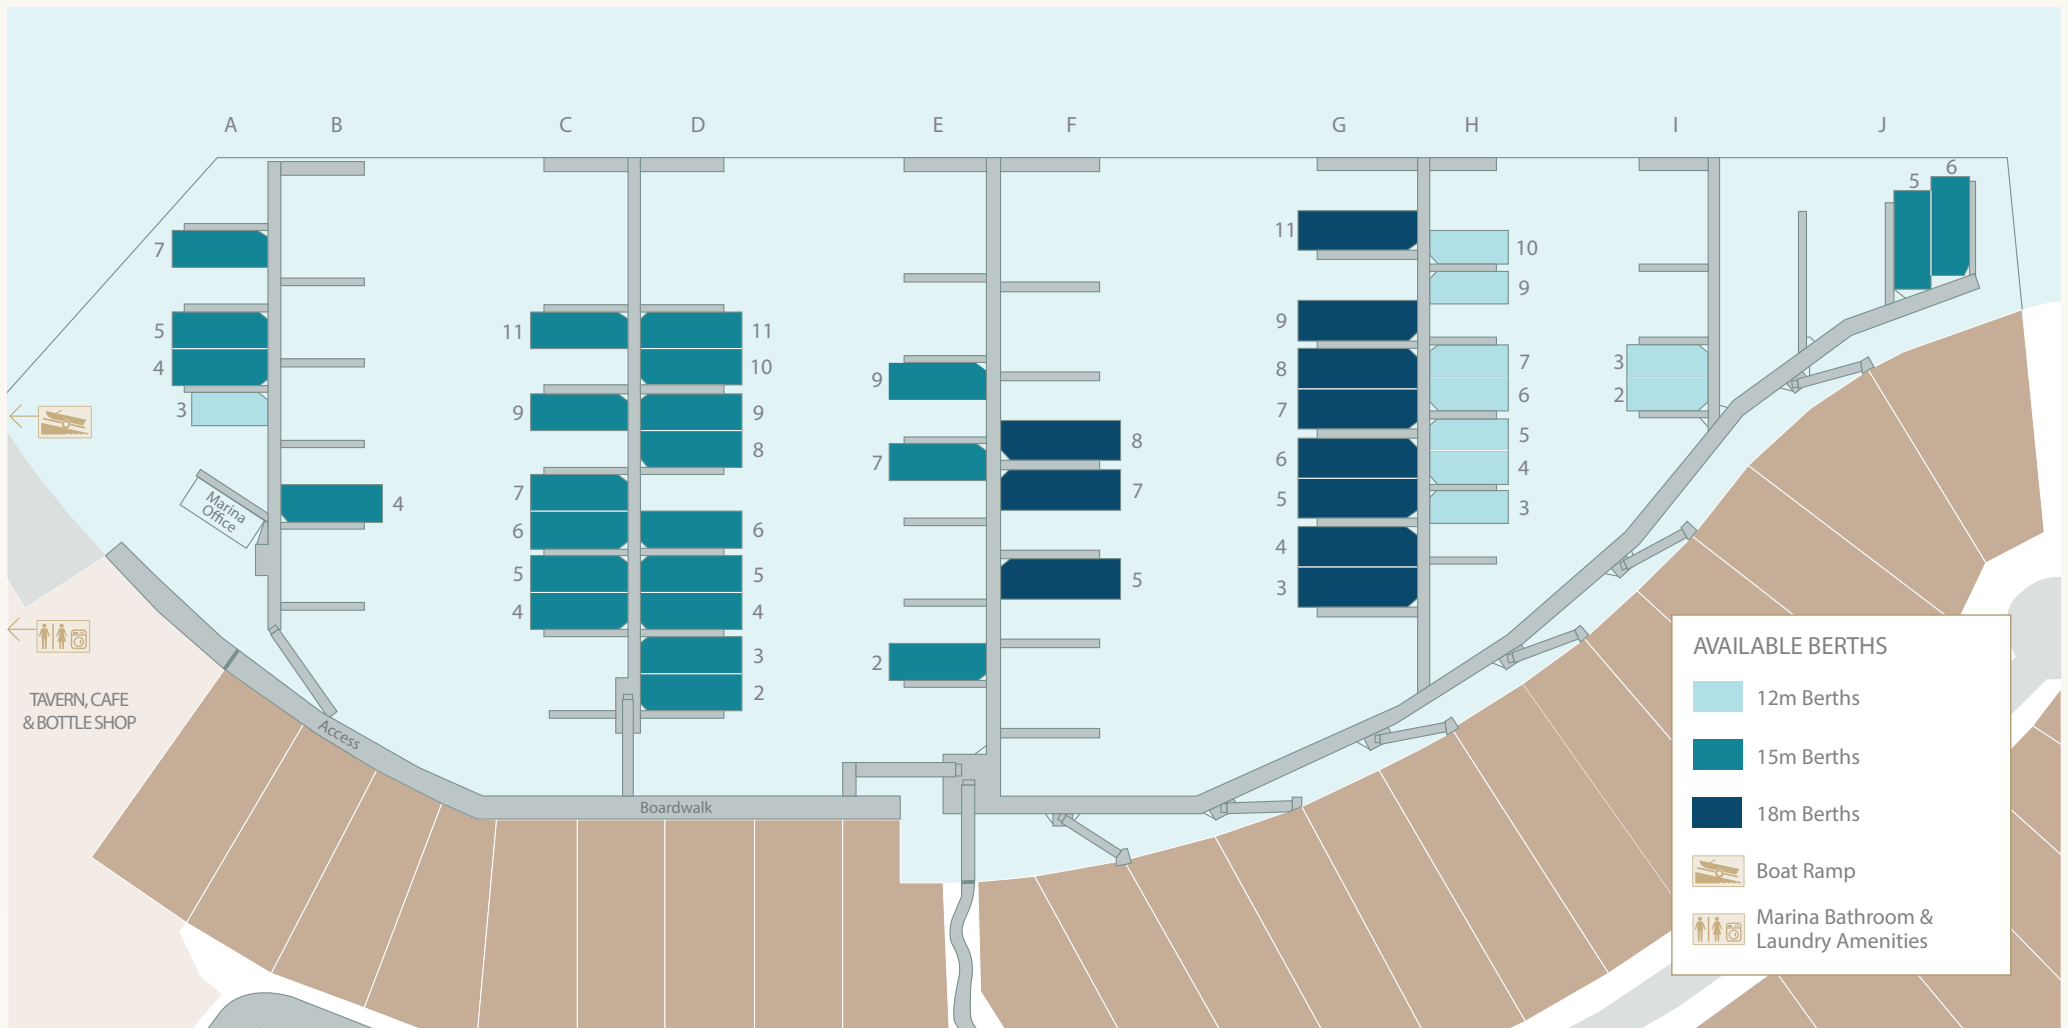 A
B
C
D
E
F
G
H
I
J
7
5
4
3
4
11
9
7
6
5
4
11
10
9
8
6
5
4
3
2
9
7
2
8
7
5
11
9
8
7
6
5
4
3
10
9
7
6
5
4
3
3
2
5
6
Marina
Office
TAVERN, CAFE
& BOTTLE SHOP
Access
Boardwalk
AVAILABLE BERTHS
12m Berths
15m Berths
18m Berths
Boat Ramp
Marina Bathroom &
Laundry Amenities